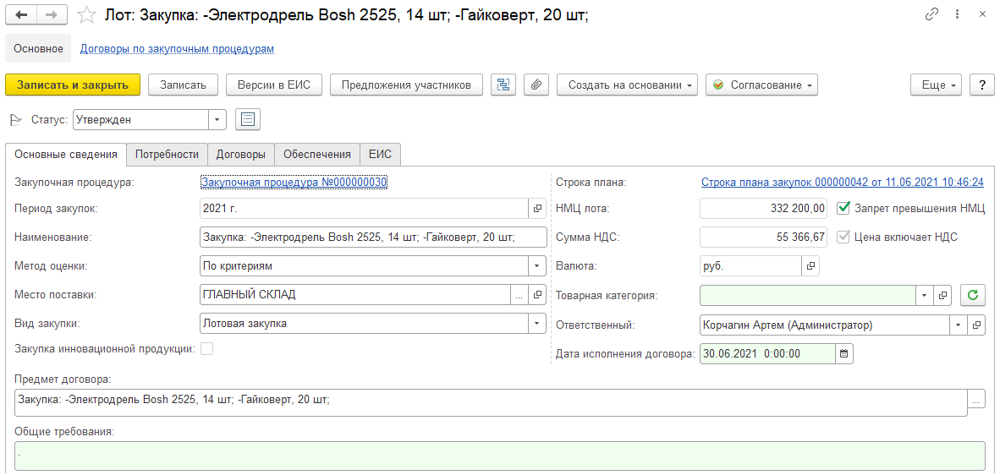 Лот: Закупка: -Электродрель Bosh 2525, 14 шт; -Гайковерт, 20 шт;
Основное Договоры по закупочным процедурам
Записать и закрыть Записать Версии в ЕИС Предложения участников Создать на основании Согласование Еще ?
Статус: Утвержден
Основные сведения Потребности Договоры Обеспечения ЕИС
Закупочная процедура: Закупочная процедура №000000030 Строка плана: Строка плана закупок 000000042 от 11.06.2021 10:46:24
Период закупок: 2021 г. НМЦ лота: 332 200,00 Запрет превышения НМЦ
Наименование: Закупка: -Электродрель Bosh 2525, 14 шт; -Гайковерт, 20 шт; Сумма НДС: 55 366,67 Цена включает НДС
Метод оценки: По критериям Валюта: руб.
Место поставки: ГЛАВНЫЙ СКЛАД ... Товарная категория:
Вид закупки: Лотовая закупка Ответственный: Корчагин Артем (Администратор)
Закупка инновационной продукции: Дата исполнения договора: 30.06.2021 0:00:00
Предмет договора:
Закупка: -Электродрель Bosh 2525, 14 шт; -Гайковерт, 20 шт; ...
Общие требования:
.